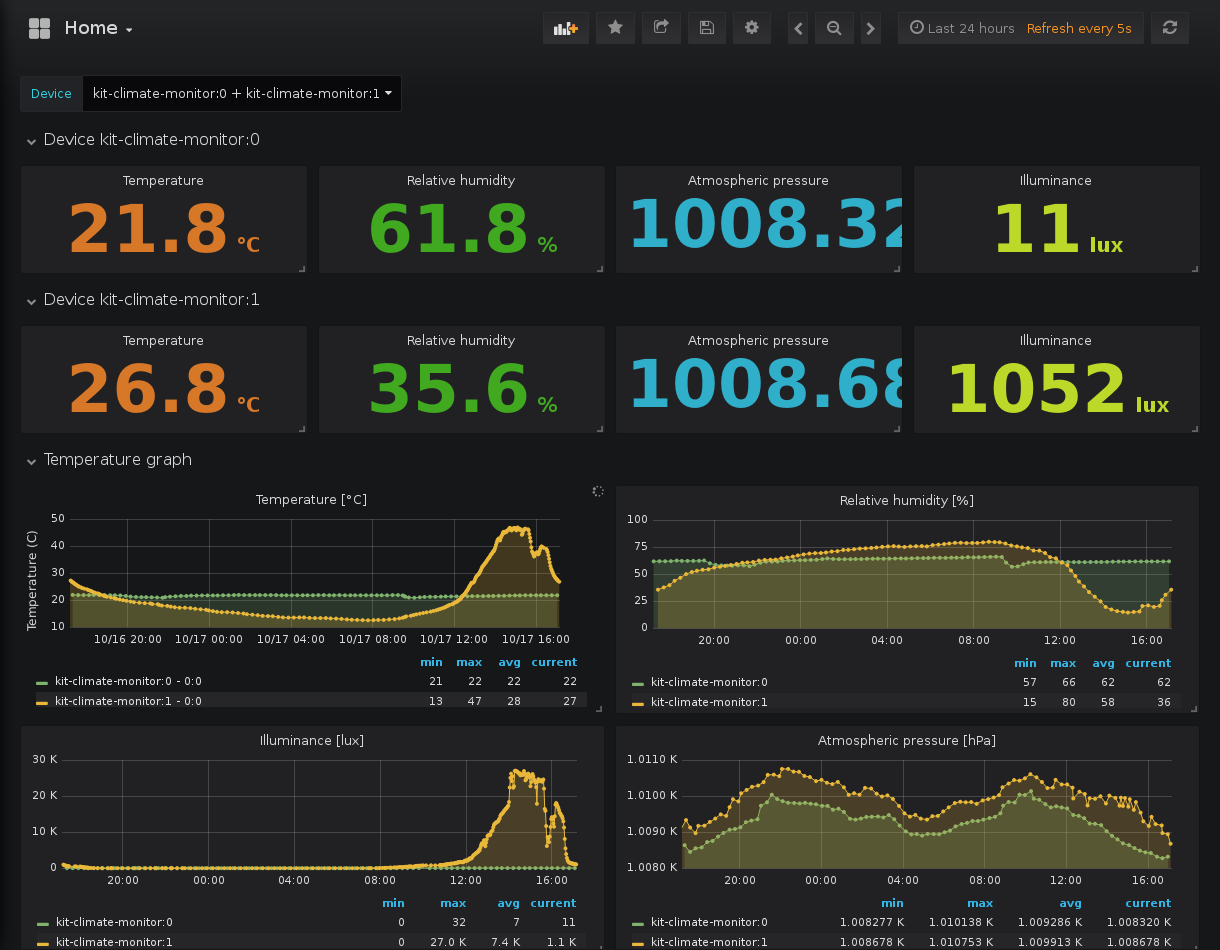 Home
Last 24 hours Refresh every 5s
Device kit-climate-monitor:0 + kit-climate-monitor:1
Device kit-climate-monitor:0
Temperature Relative humidity Atmospheric pressure Illuminance
21.8 °C 61.8 % 1008.32 11 lux
Device kit-climate-monitor:1
Temperature Relative humidity Atmospheric pressure Illuminance
26.8 °C 35.6 % 1008.68 1052 lux
Temperature graph
Temperature [°C]
Temperature (C)
50
40
30
20
10
10/16 20:00 10/17 00:00 10/17 04:00 10/17 08:00 10/17 12:00 10/17 16:00
min max avg current
kit-climate-monitor:0 - 0:0 21 22 22 22
kit-climate-monitor:1 - 0:0 13 47 28 27
Relative humidity [%]
100
75
50
25
0
20:00 00:00 04:00 08:00 12:00 16:00
min max avg current
kit-climate-monitor:0 57 66 62 62
kit-climate-monitor:1 15 80 58 36
Illuminance [lux]
30 K
20 K
10 K
0
20:00 00:00 04:00 08:00 12:00 16:00
min max avg current
kit-climate-monitor:0 0 32 7 11
kit-climate-monitor:1 0 27.0 K 7.4 K 1.1 K
Atmospheric pressure [hPa]
1.0110 K
1.0100 K
1.0090 K
1.0080 K
20:00 00:00 04:00 08:00 12:00 16:00
min max avg current
kit-climate-monitor:0 1.008277 K 1.010138 K 1.009286 K 1.008320 K
kit-climate-monitor:1 1.008678 K 1.010753 K 1.009913 K 1.008678 K